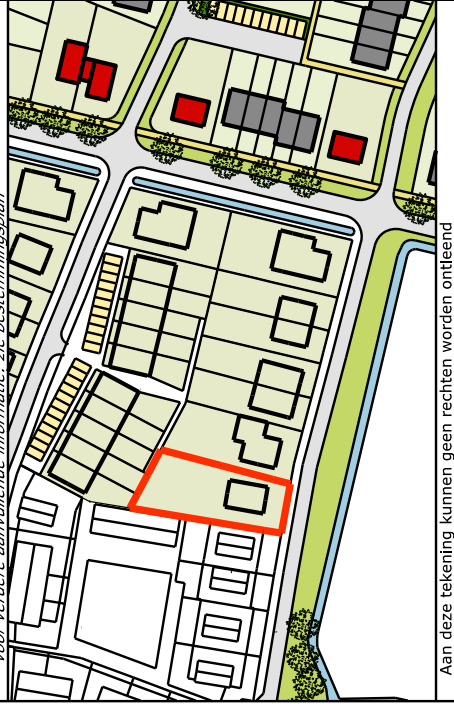 voor verdere aanvullende informatie: zie bestemmingsplan
Aan deze tekening kunnen geen rechten worden ontleend